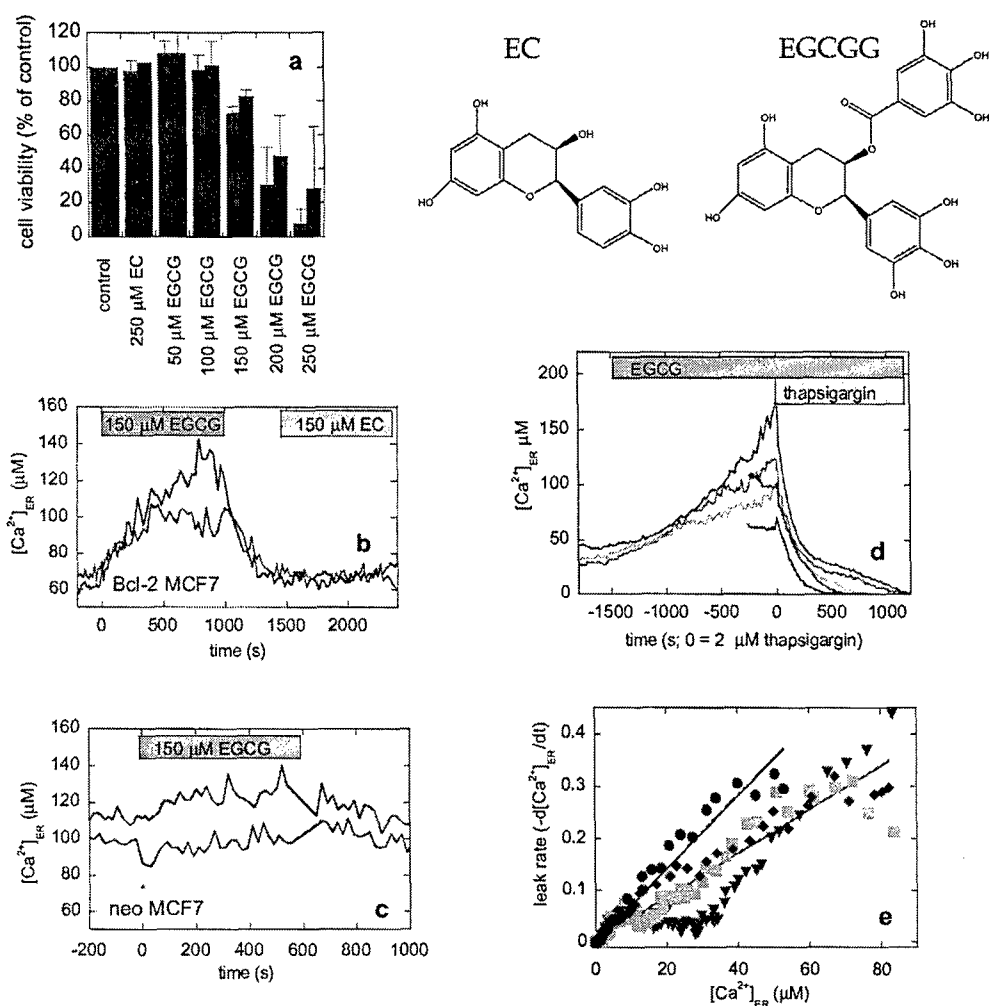 120
100
80
60
40
20
0
cell viability (% of control)
a
control
250 µM EC
50 µM EGCG
100 µM EGCG
150 µM EGCG
200 µM EGCG
250 µM EGCG
EC
OH
OH
HO
O
OH
OH
EGCGG
OH
OH
OH
O
O
OH
HO
O
OH
OH
OH
160
140
120
100
80
60
[Ca²⁺]ER (µM)
150 µM EGCG
150 µM EC
b
Bcl-2 MCF7
0 500 1000 1500 2000
time (s)
200
150
100
50
0
[Ca²⁺]ER µM
EGCG
thapsigargin
d
-1500 -1000 -500 0 500 1000
time (s; 0 = 2 µM thapsigargin)
160
140
120
100
80
60
[Ca²⁺]ER (µM)
150 µM EGCG
c
neo MCF7
-200 0 200 400 600 800 1000
time (s)
0.4
0.3
0.2
0.1
0
leak rate (-d[Ca²⁺]ER/dt)
e
0 20 40 60 80
[Ca²⁺]ER (µM)